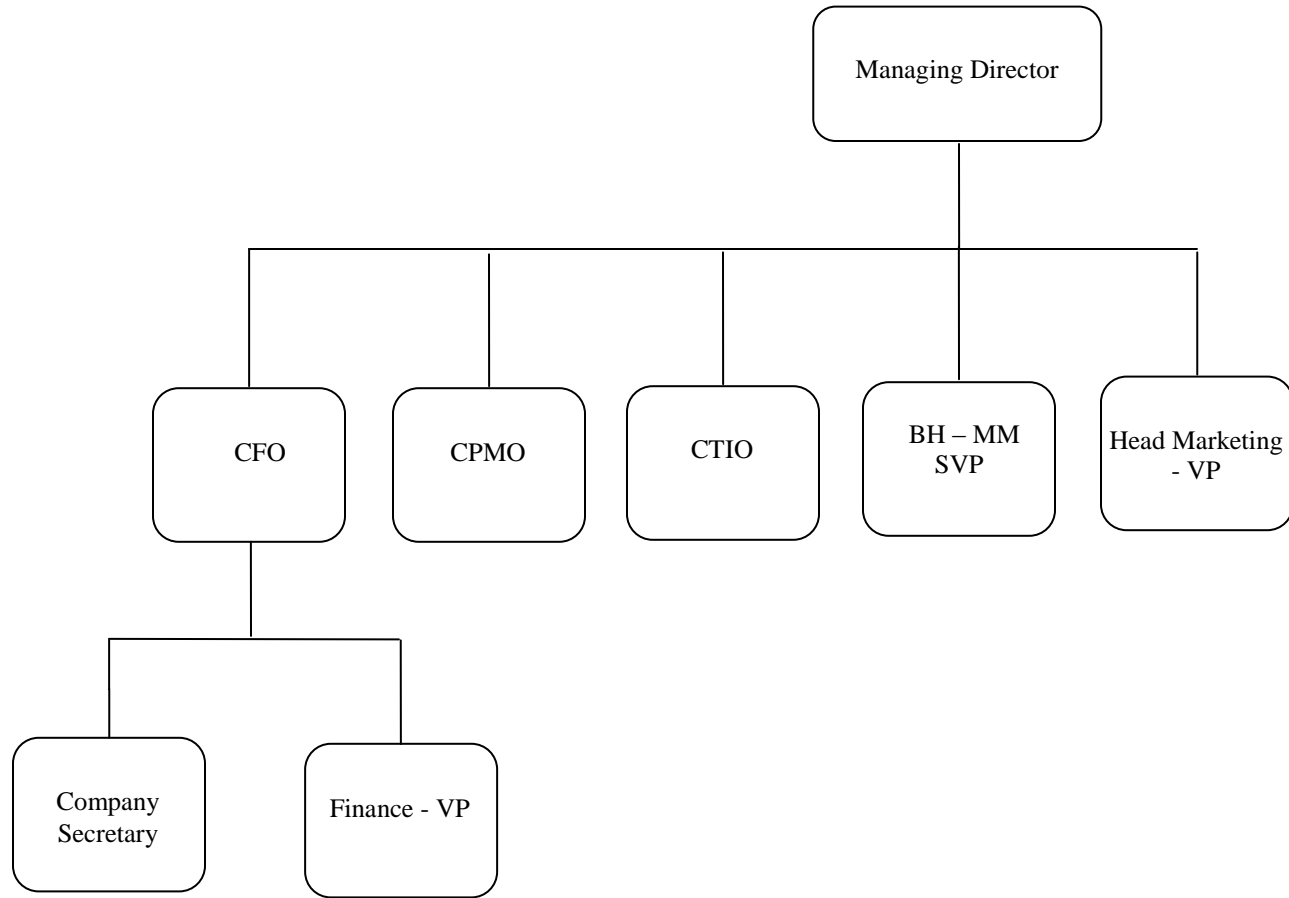 Managing Director
CFO
CPMO
CTIO
BH – MM
SVP
Head Marketing
- VP
Company
Secretary
Finance - VP